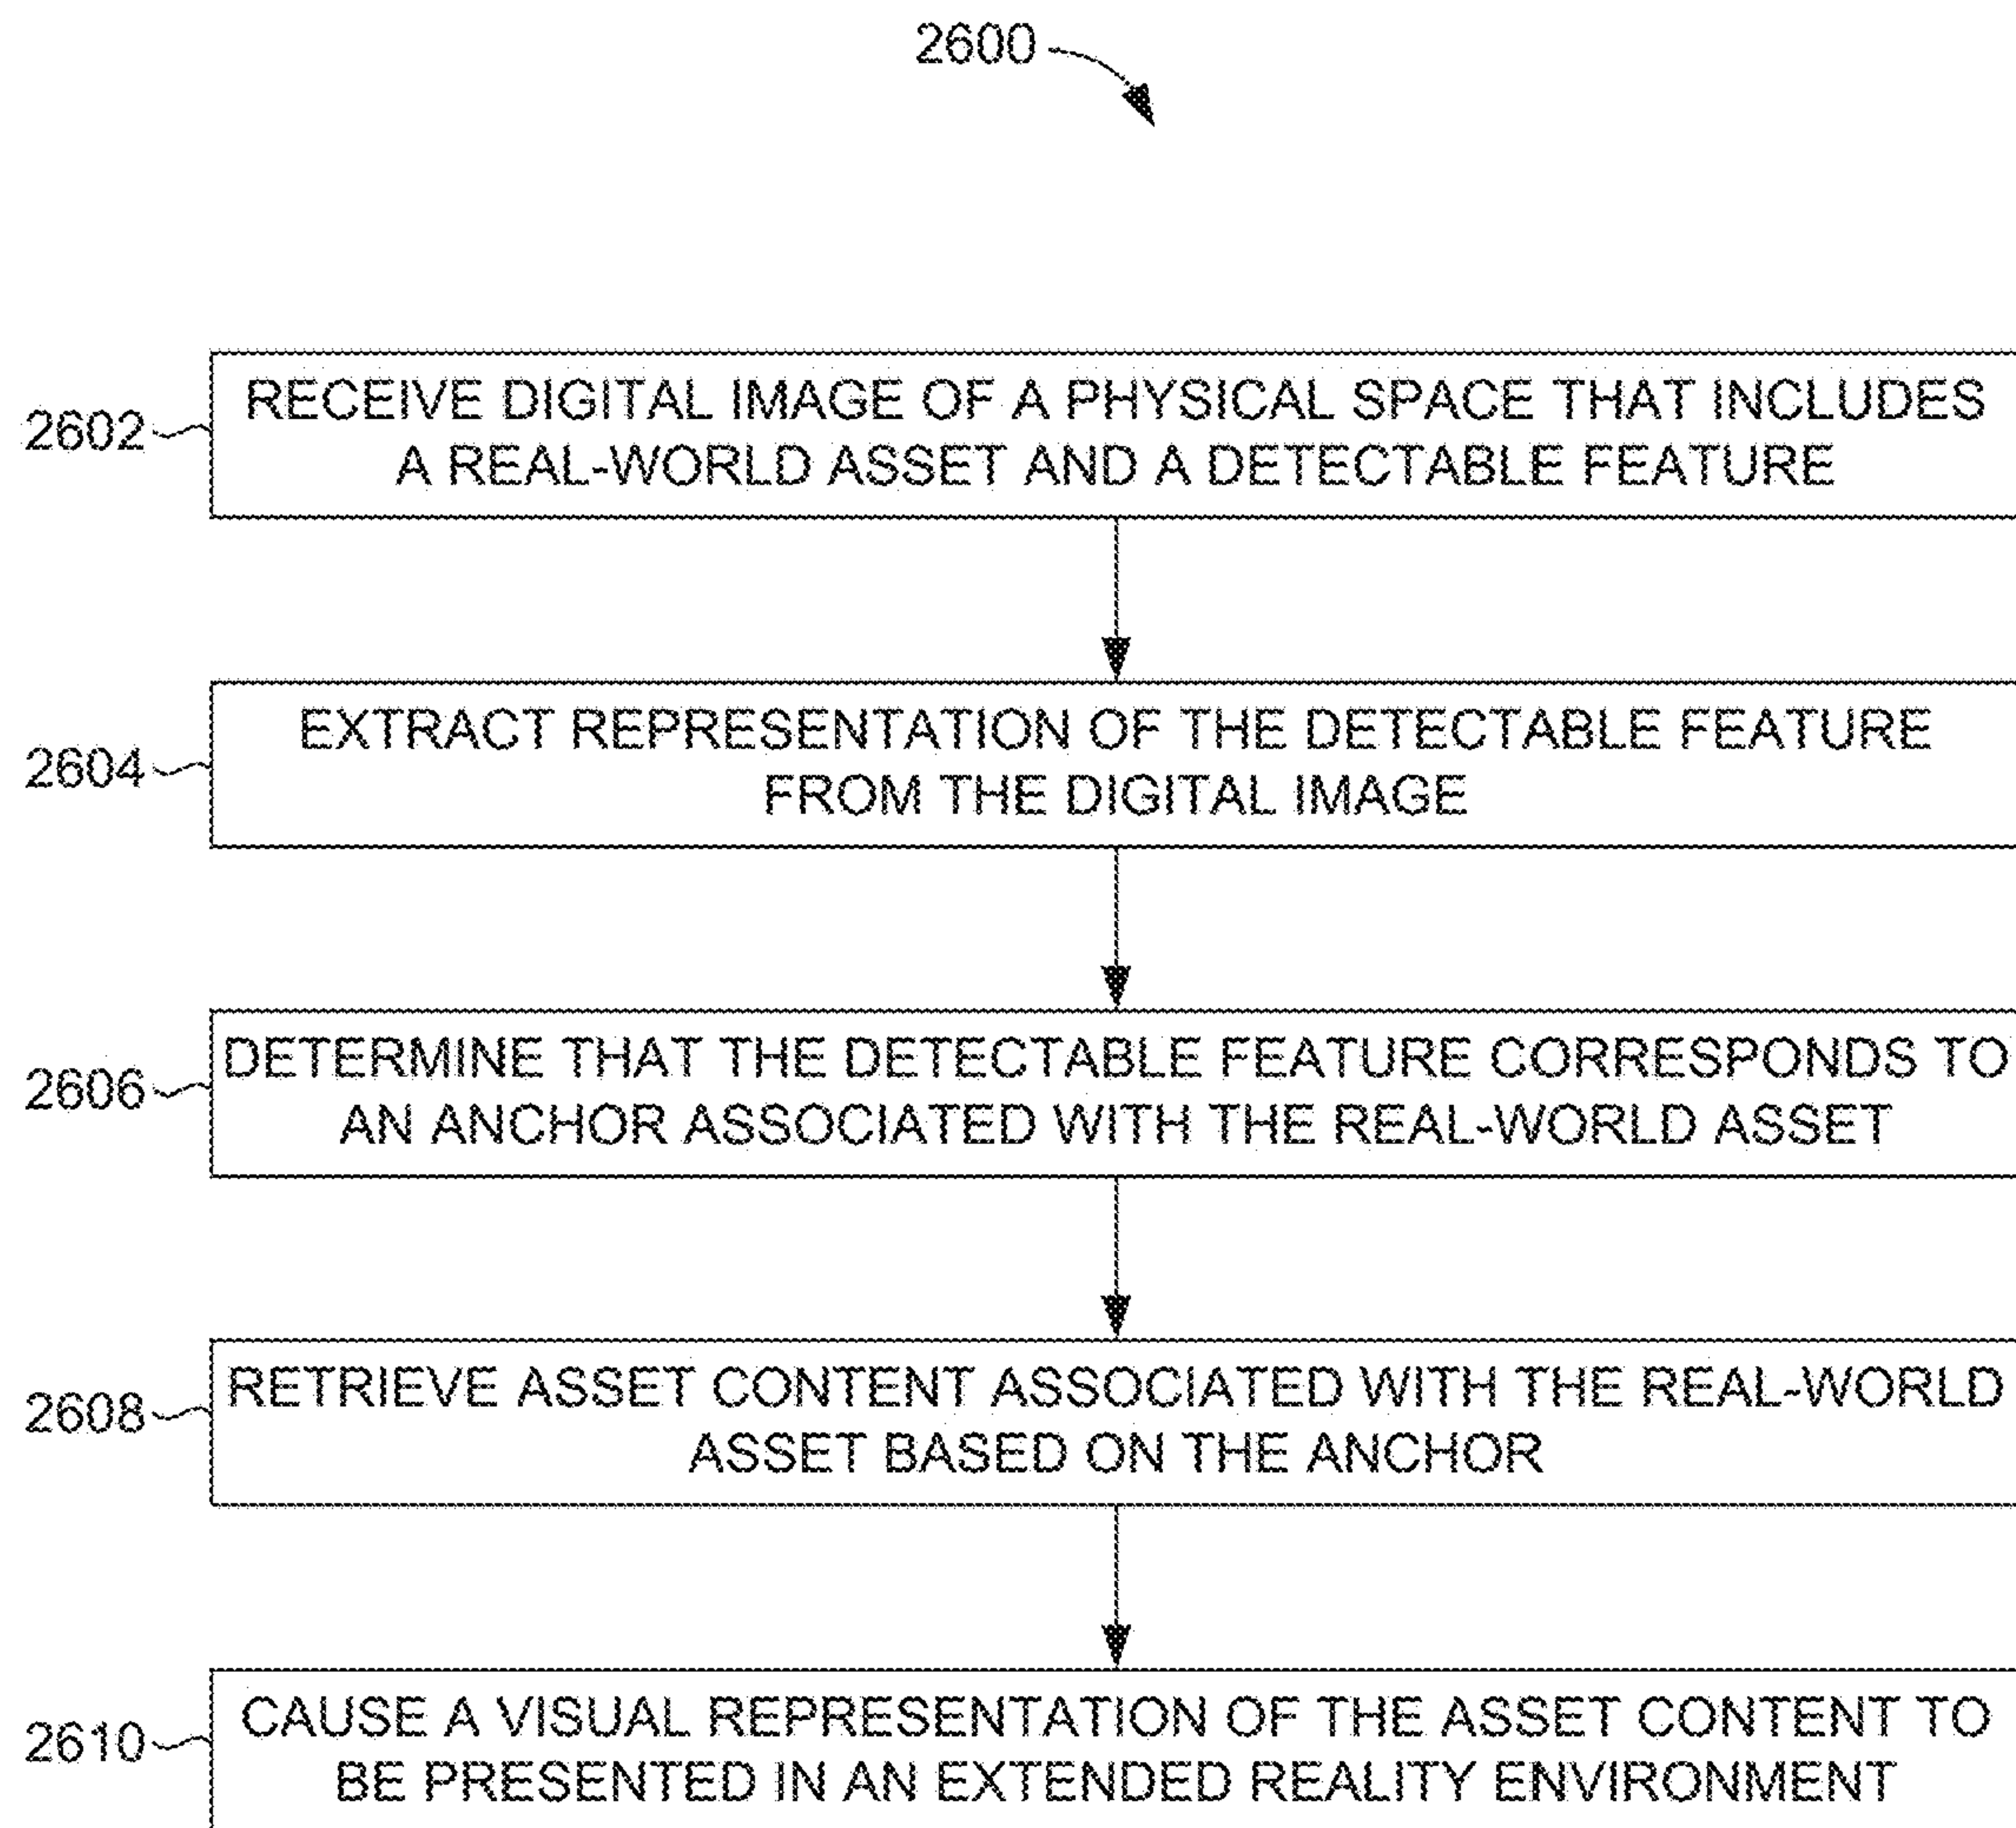 2600
2602
RECEIVE DIGITAL IMAGE OF A PHYSICAL SPACE THAT INCLUDES
A REAL-WORLD ASSET AND A DETECTABLE FEATURE
2604
EXTRACT REPRESENTATION OF THE DETECTABLE FEATURE
FROM THE DIGITAL IMAGE
2606
DETERMINE THAT THE DETECTABLE FEATURE CORRESPONDS TO
AN ANCHOR ASSOCIATED WITH THE REAL-WORLD ASSET
2608
RETRIEVE ASSET CONTENT ASSOCIATED WITH THE REAL-WORLD
ASSET BASED ON THE ANCHOR
2610
CAUSE A VISUAL REPRESENTATION OF THE ASSET CONTENT TO
BE PRESENTED IN AN EXTENDED REALITY ENVIRONMENT